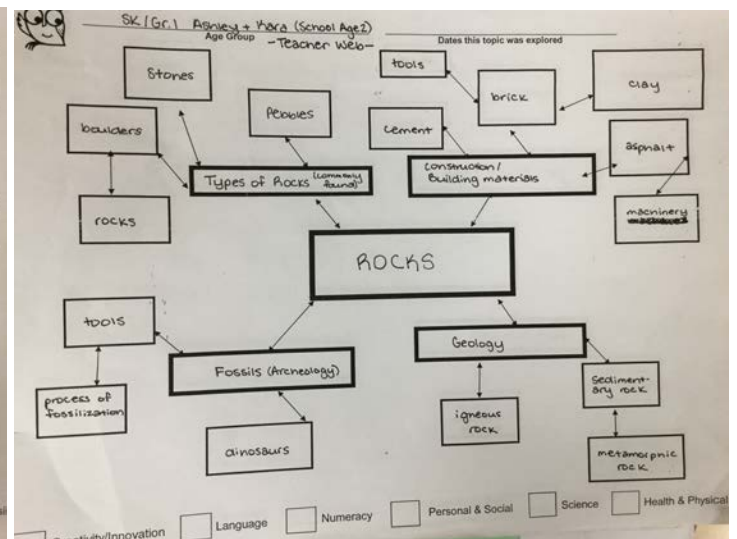 SK/Gr.1 Ashley + Kara (School Age 2)
Age Group
-Teacher Web-
Dates this topic was explored
Stones
tools
brick
clay
boulders
Pebbles
cement
asphalt
Types of Rocks (commonly
found)
construction/
Building materials
rocks
machinery
ROCKS
tools
Geology
Fossils (Archeology)
Sediment-
ary rock
process of
fossilization
igneous
rock
dinosaurs
metamorphic
rock
Creativity/Innovation
Language
Numeracy
Personal & Social
Science
Health & Physical